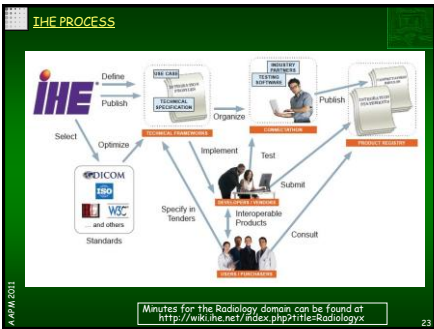 IHE PROCESS
IHE
Define
Publish
Select
Optimize
USE CASE
TECHNICAL
SPECIFICATION
TECHNICAL FRAMEWORKS
Organize
INDUSTRY
PARTNERS
TESTING
SOFTWARE
CONNECTATHON
Publish
PRODUCT REGISTRY
Implement
Test
DICOM
ISO
W3C
... and others
Standards
DEVELOPERS / VENDORS
Submit
Specify in
Tenders
Interoperable
Products
Consult
USERS / PURCHASERS
AAPM 2011
Minutes for the Radiology domain can be found at
http://wiki.ihe.net/index.php?title=Radiologyx
23